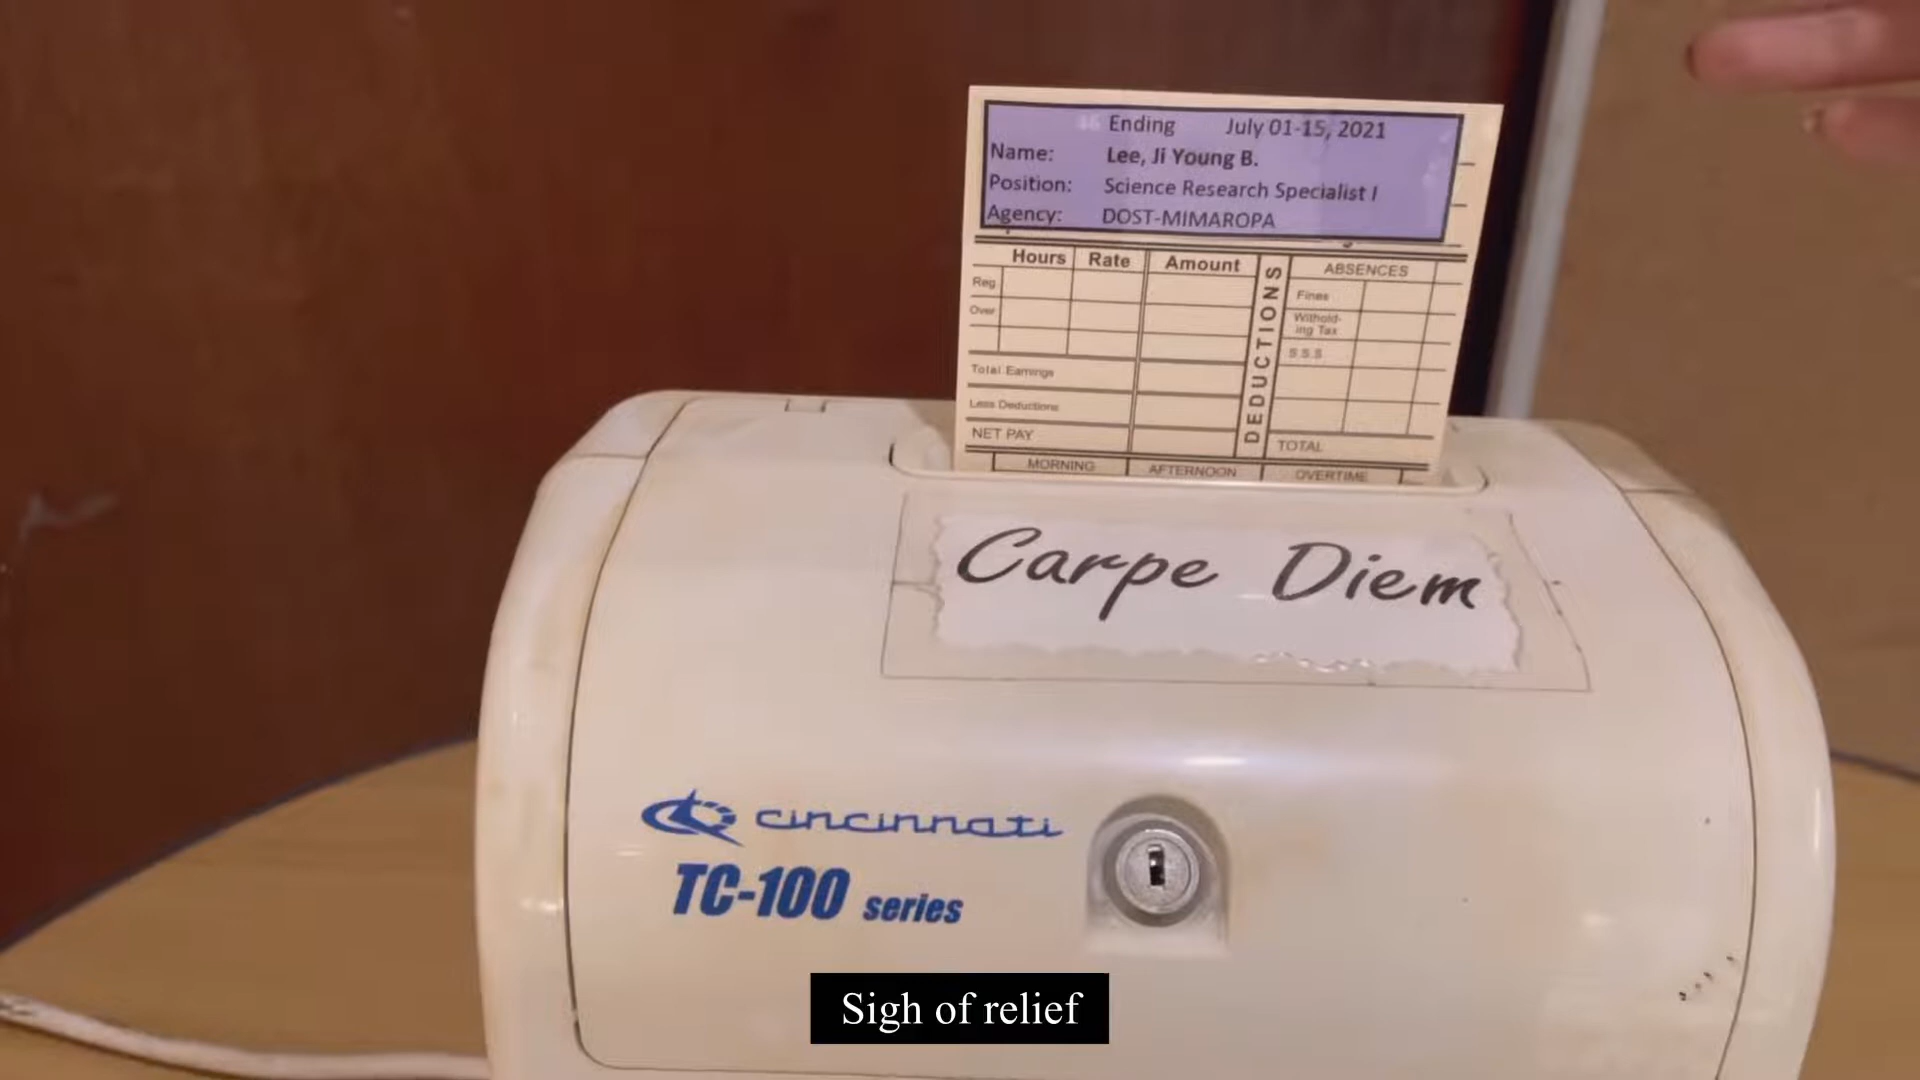 Ending July 01-15, 2021
Name: Lee, Ji Young B.
Position: Science Research Specialist I
Agency: DOST-MIMAROPA
Hours Rate Amount DEDUCTIONS ABSENCES
Reg
Fines
Over
Withold-
ing Tax
S.S.S
Total Earnings
Less Deductions
NET PAY
TOTAL
MORNING AFTERNOON OVERTIME
Carpe Diem
cincinnati
TC-100 series
Sigh of relief